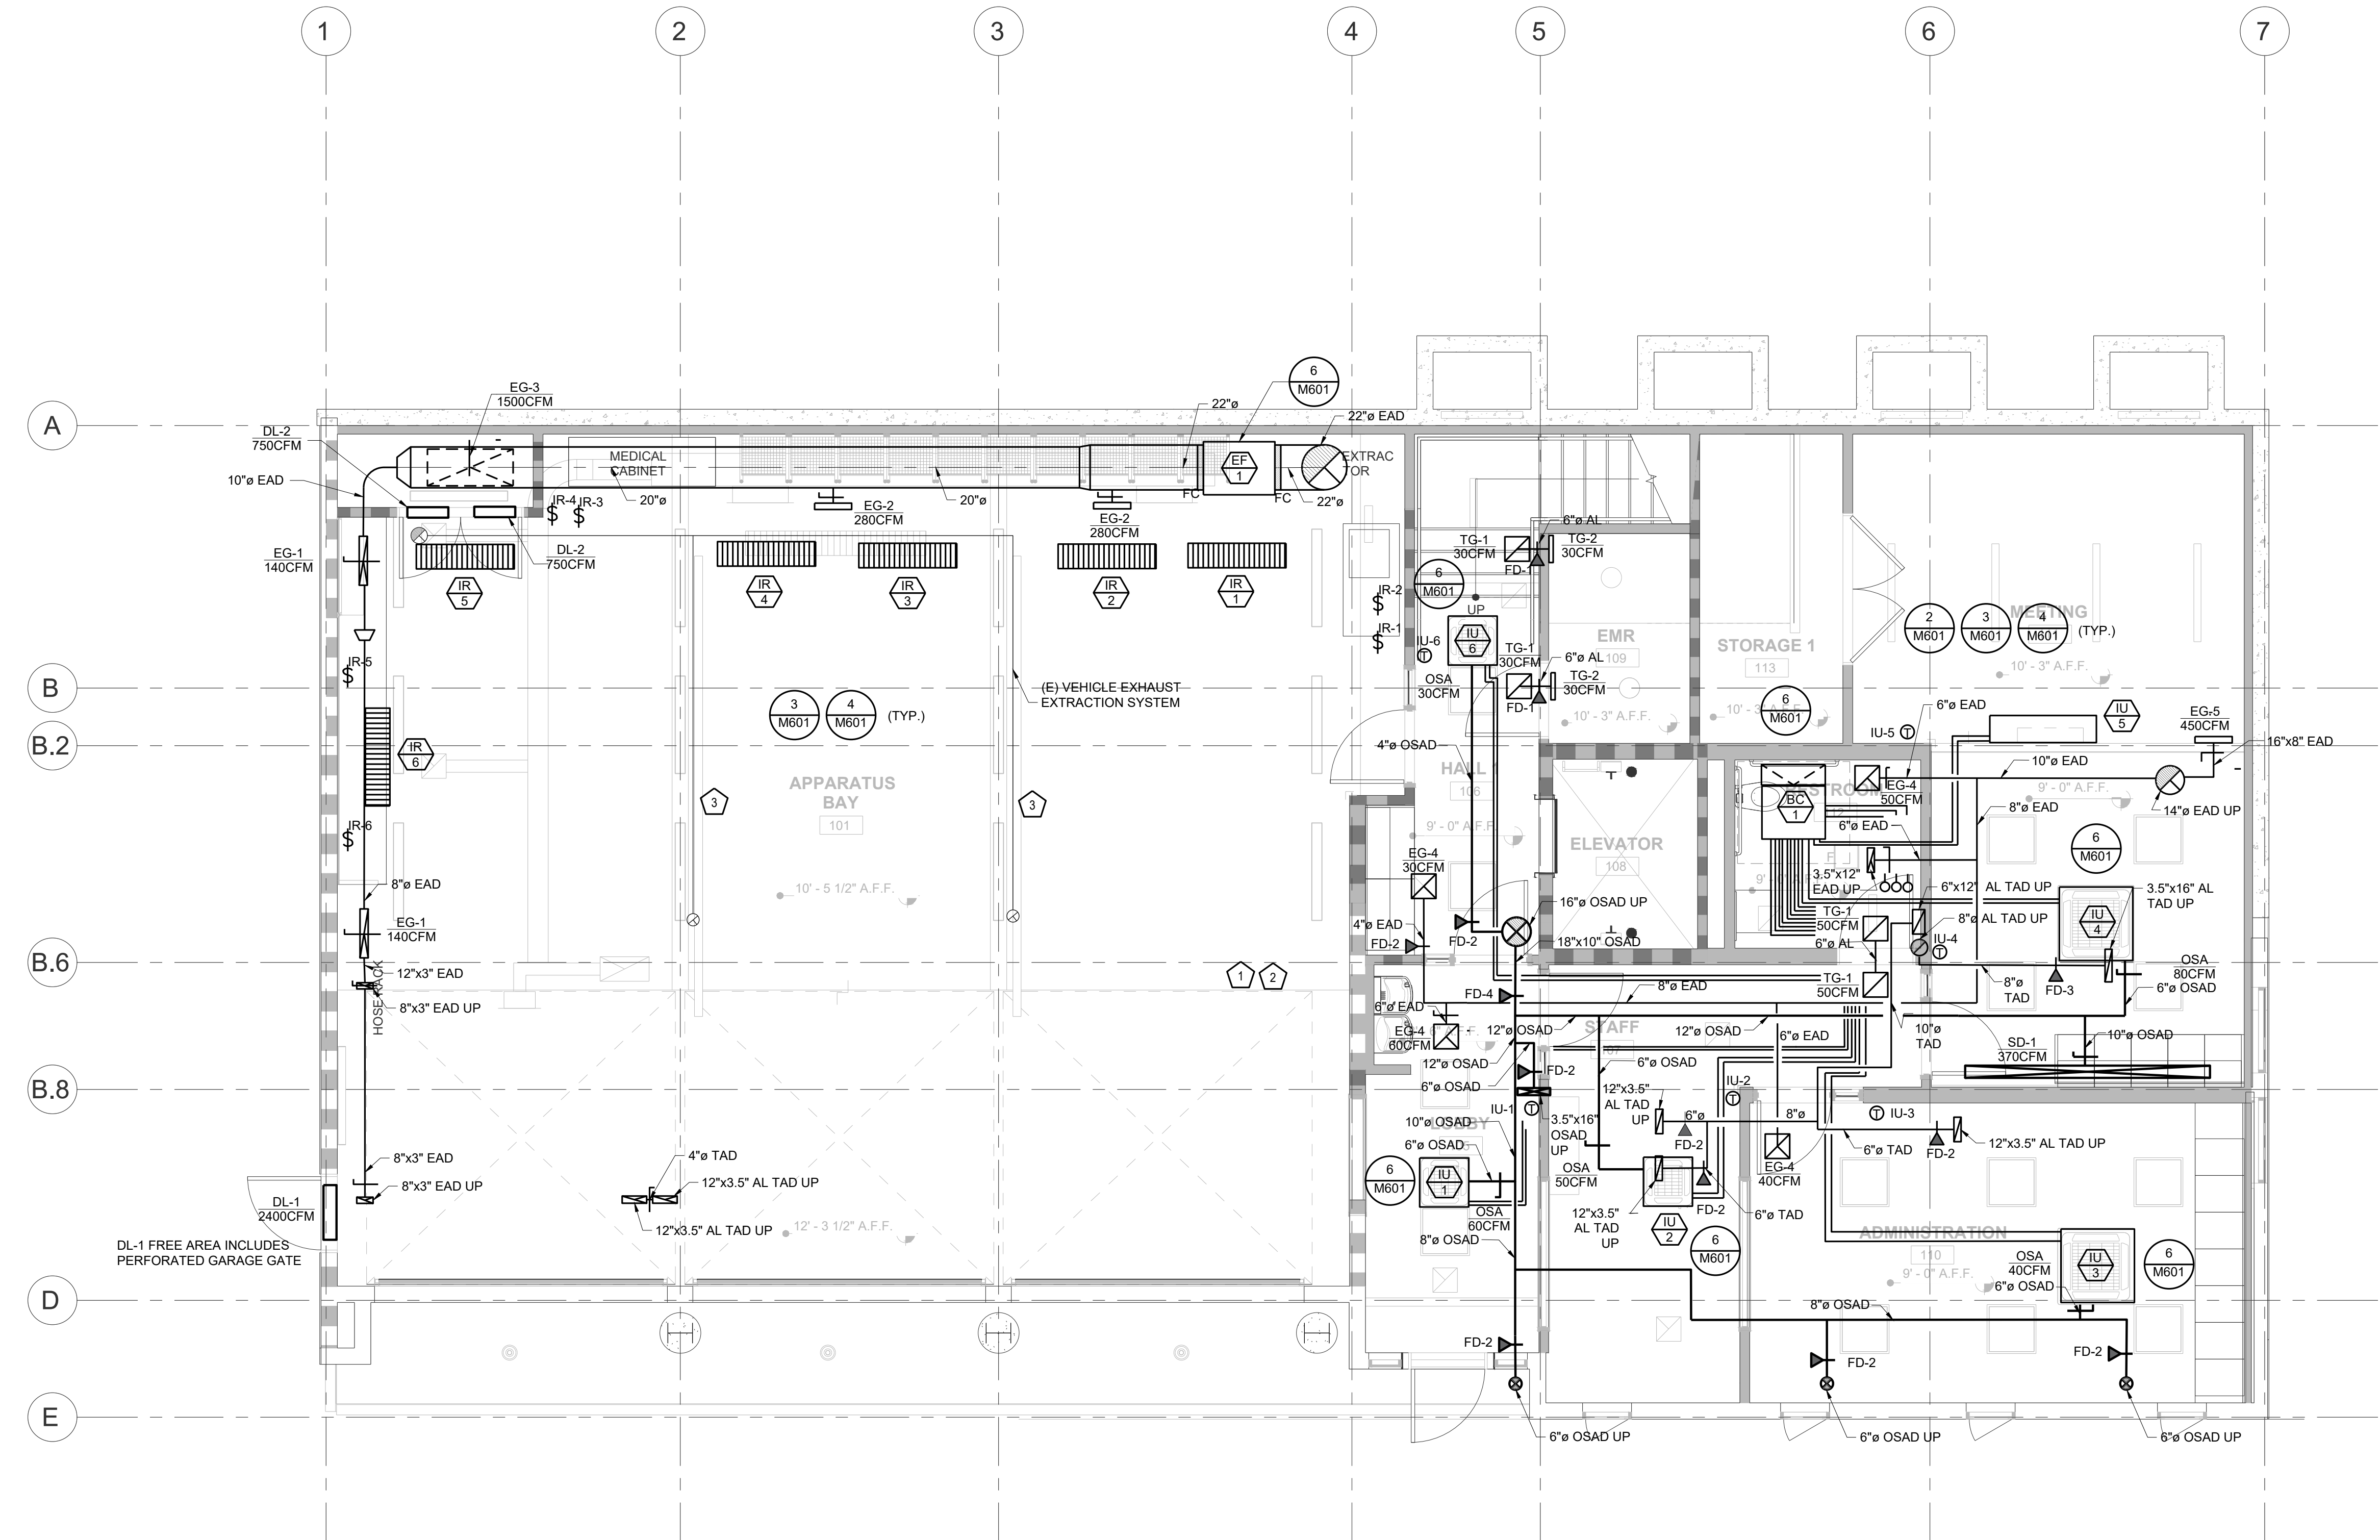 1
2
3
4
5
6
7
A
B
B.2
B.6
B.8
D
E
6
M601
EG-3
1500CFM
22"ø
22"ø EAD
DL-2
750CFM
MEDICAL
CABINET
EF
1
EXTRAC
TOR
10"ø EAD
20"ø
20"ø
FC
FC
22"ø
IR-4
IR-3
EG-2
280CFM
EG-2
280CFM
EG-1
140CFM
DL-2
750CFM
IR
5
IR
4
IR
3
IR
2
IR
1
IR-2
IR-1
IR-5
(E) VEHICLE EXHAUST
EXTRACTION SYSTEM
3
M601
4
M601
(TYP.)
IR
6
IR-6
APPARATUS
BAY
101
3
3
8"ø EAD
10' - 5 1/2" A.F.F.
EG-1
140CFM
12"x3" EAD
8"x3" EAD UP
HOSE RACK
1
2
8"x3" EAD
8"x3" EAD UP
4"ø TAD
12"x3.5" AL TAD UP
12"x3.5" AL TAD UP
12' - 3 1/2" A.F.F.
DL-1
2400CFM
DL-1 FREE AREA INCLUDES
PERFORATED GARAGE GATE
6"ø AL
TG-1
30CFM
TG-2
30CFM
FD-1
6
M601
UP
IU
6
IU-6
TG-1
30CFM
6"ø AL
TG-2
30CFM
FD-1
OSA
30CFM
EMR
109
10' - 3" A.F.F.
STORAGE 1
113
10' - 3" A.F.F.
6
M601
2
M601
3
M601
4
M601
(TYP.)
MEETING
10' - 3" A.F.F.
6"ø EAD
IU
5
EG-5
450CFM
IU-5
16"x8" EAD
10"ø EAD
4"ø OSAD
HALL 1
106
9' - 0" A.F.F.
RESTROOM
BC
1
EG-4
50CFM
8"ø EAD
9' - 0" A.F.F.
14"ø EAD UP
6"ø EAD
6
M601
ELEVATOR
108
EG-4
30CFM
3.5"x12"
EAD UP
6"x12" AL TAD UP
3.5"x16" AL
TAD UP
16"ø OSAD UP
TG-1
50CFM
8"ø AL TAD UP
IU
4
4"ø EAD
FD-2
FD-2
18"x10" OSAD
6"ø AL
IU-4
OSA
80CFM
FD-4
8"ø EAD
TG-1
50CFM
8"ø
TAD
FD-3
6"ø OSAD
6"ø EAD
EG-4
60CFM
12"ø OSAD
STAFF
107
12"ø OSAD
6"ø EAD
10"ø
TAD
SD-1
370CFM
10"ø OSAD
12"ø OSAD
FD-2
6"ø OSAD
6"ø OSAD
IU-2
IU-1
12"x3.5"
AL TAD
UP
6"ø
8"ø
IU-3
LOBBY
10"ø OSAD
3.5"x16"
OSAD
UP
FD-2
6"ø TAD
FD-2
12"x3.5" AL TAD UP
6"ø OSAD
6
M601
IU
1
OSA
50CFM
EG-4
40CFM
OSA
60CFM
12"x3.5"
AL TAD
UP
FD-2
6"ø TAD
IU
2
8"ø OSAD
6
M601
ADMINISTRATION
110
9' - 0" A.F.F.
OSA
40CFM
IU
3
6
M601
6"ø OSAD
8"ø OSAD
FD-2
FD-2
FD-2
6"ø OSAD UP
6"ø OSAD UP
6"ø OSAD UP